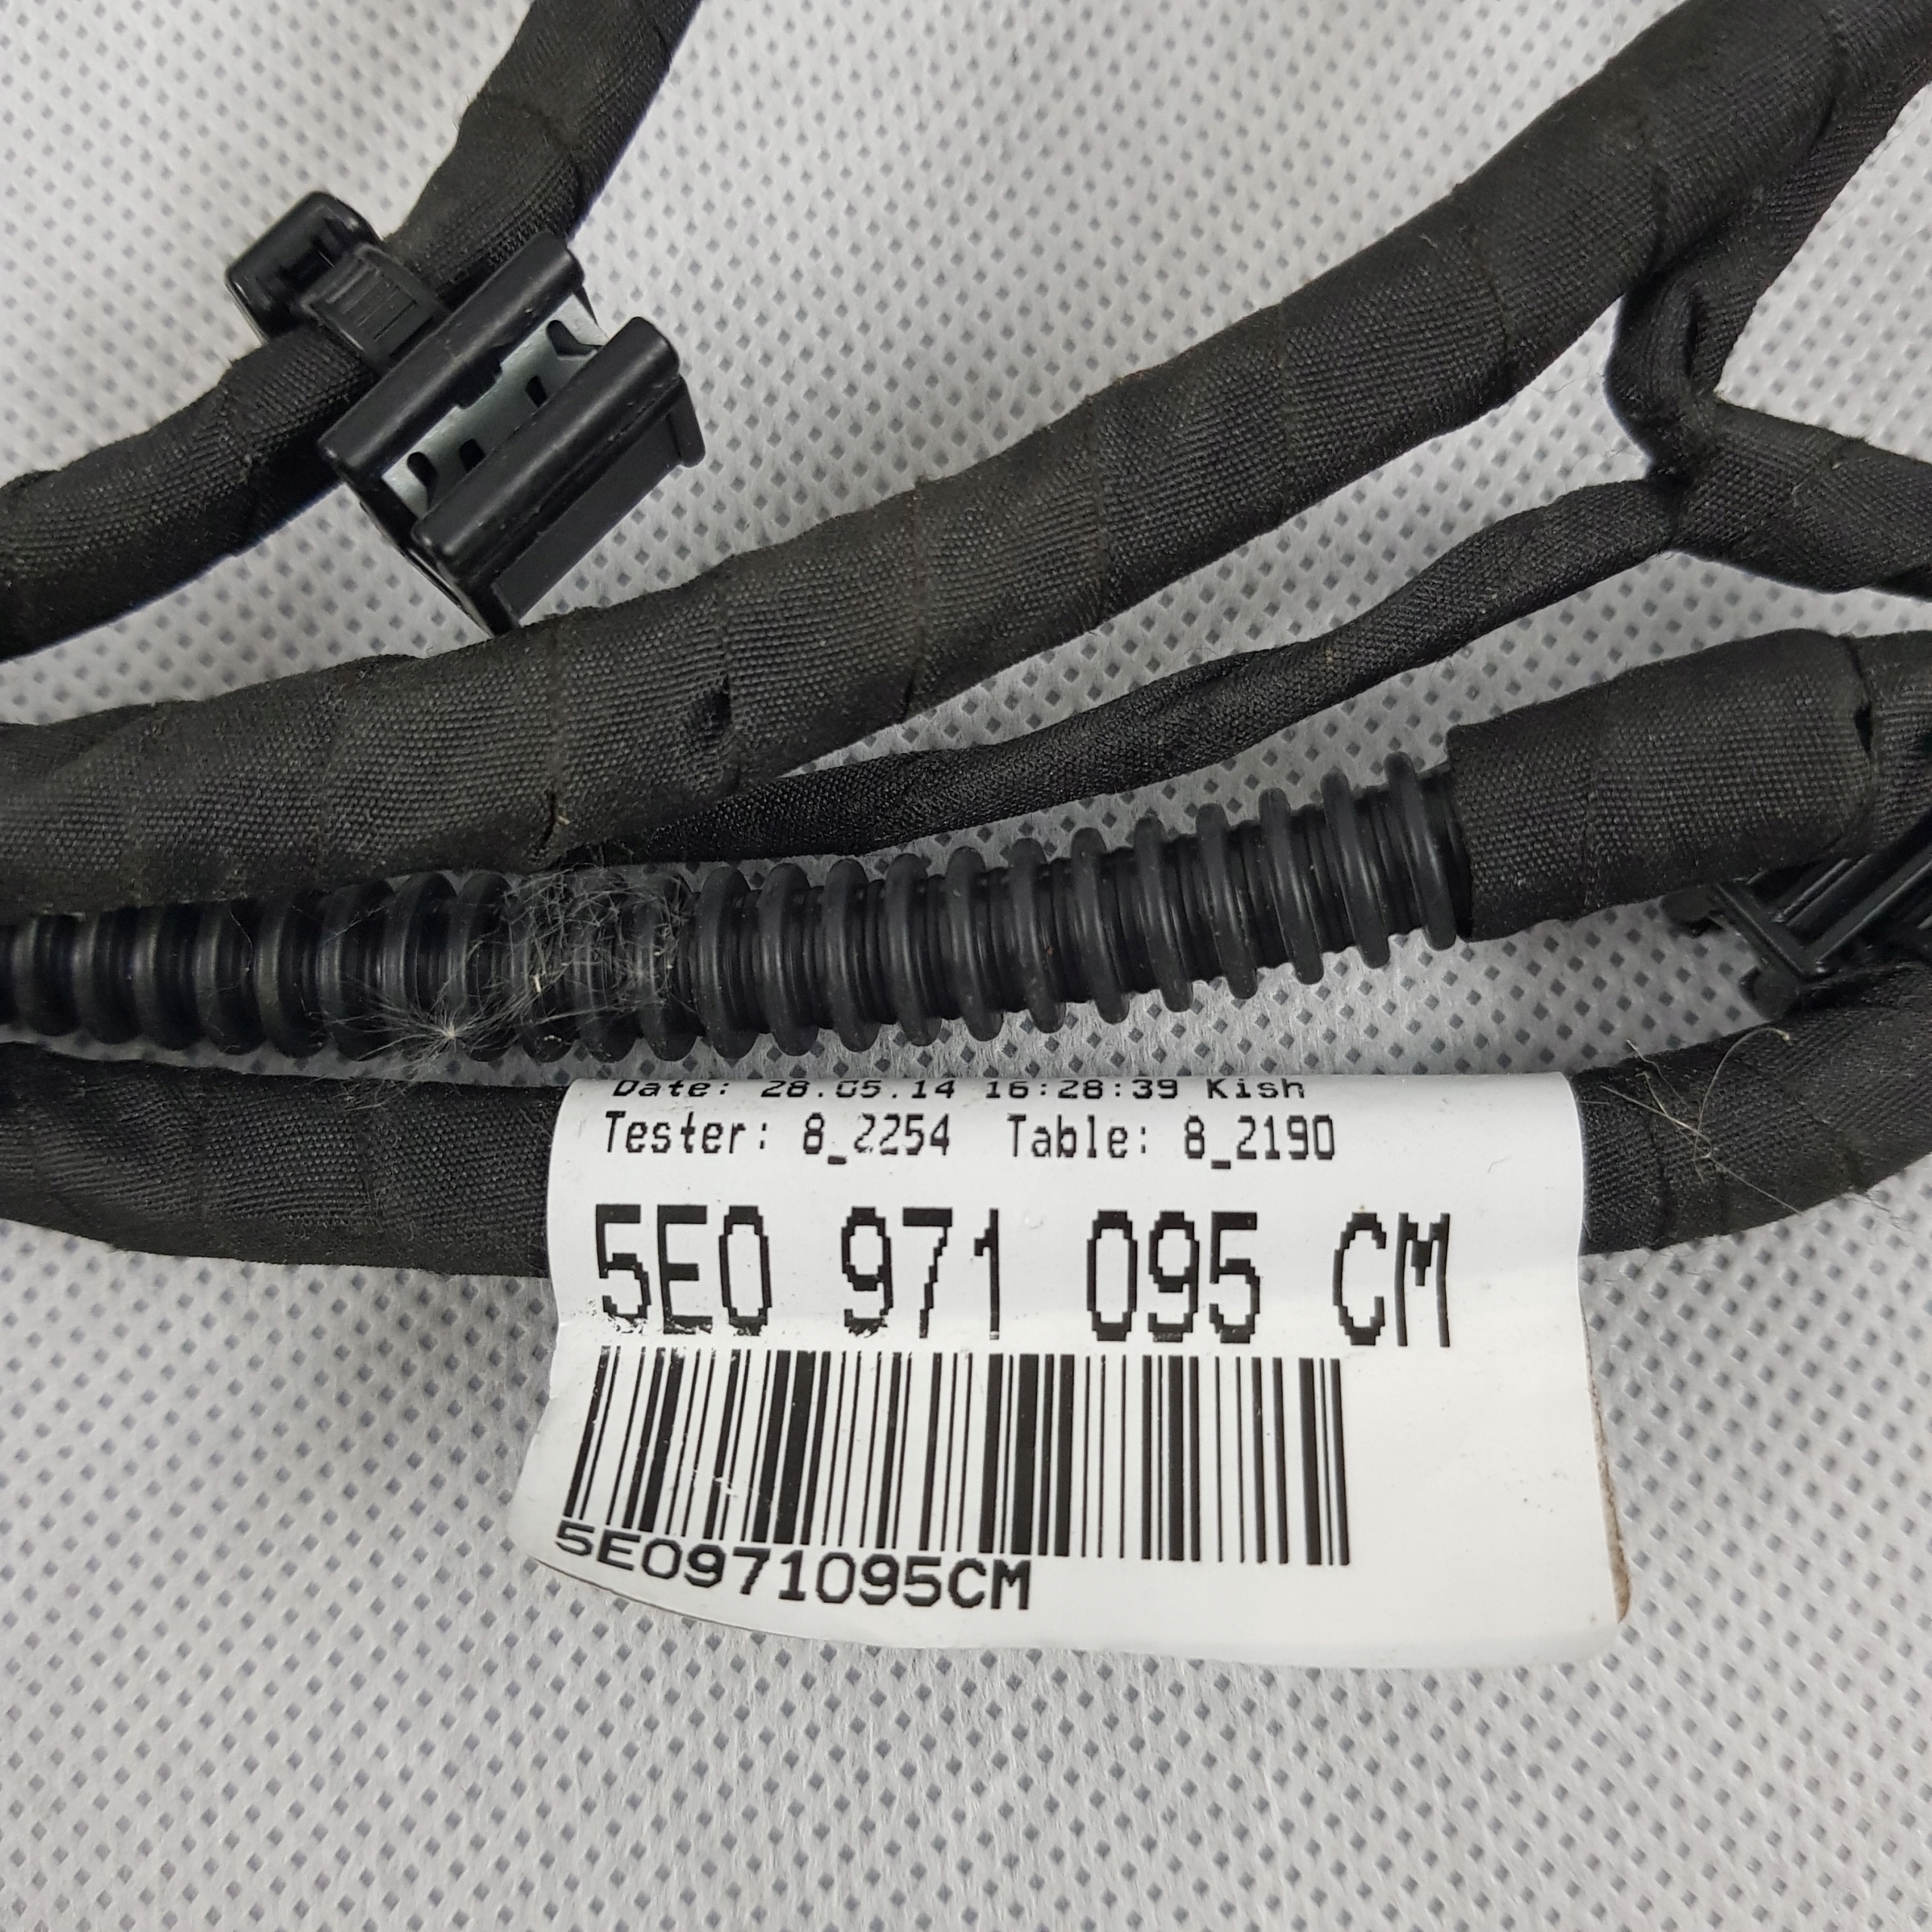 Date: 28.05.14 16:28:39 Kish
Tester: 8_2254 Table: 8_2190
5E0 971 095 CM
5E0971095CM